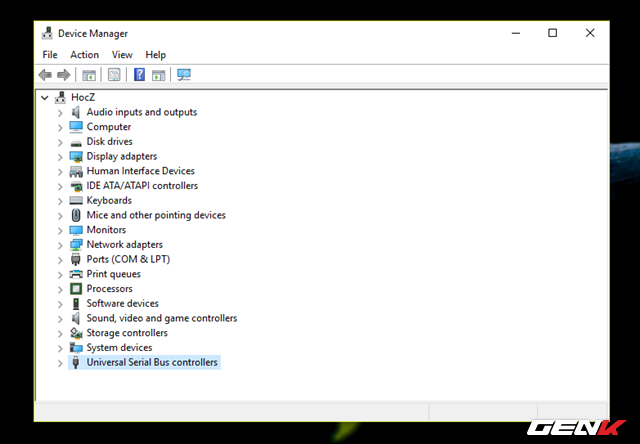 Device Manager
File Action View Help
HocZ
Audio inputs and outputs
Computer
Disk drives
Display adapters
Human Interface Devices
IDE ATA/ATAPI controllers
Keyboards
Mice and other pointing devices
Monitors
Network adapters
Ports (COM & LPT)
Print queues
Processors
Software devices
Sound, video and game controllers
Storage controllers
System devices
Universal Serial Bus controllers
GENK